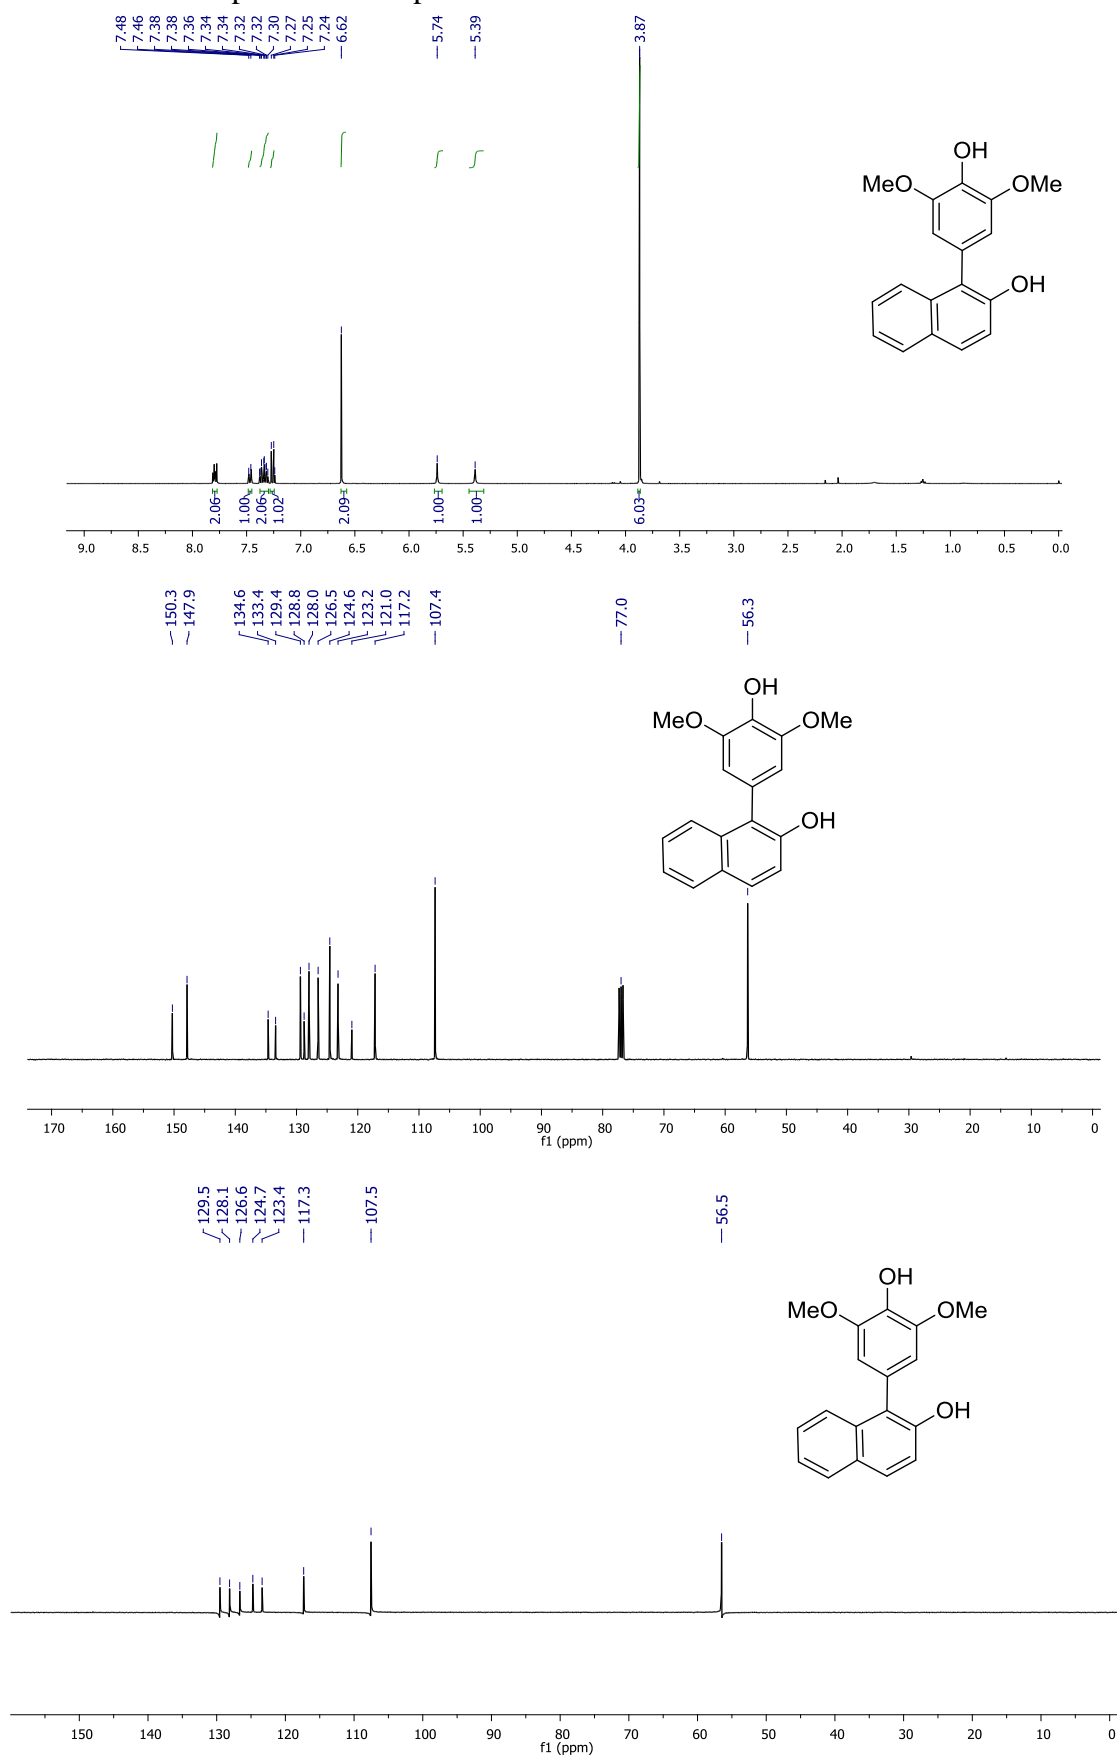 7.48 7.46 7.38 7.38 7.36 7.34 7.34 7.32 7.32 7.30 7.27 7.25 7.24 6.62 5.74 5.39 3.87
OH
MeO OMe
OH
2.06 1.00 2.06 1.02 2.09 1.00 1.00 6.03
9.0 8.5 8.0 7.5 7.0 6.5 6.0 5.5 5.0 4.5 4.0 3.5 3.0 2.5 2.0 1.5 1.0 0.5 0.0
150.3 147.9 134.6 133.4 129.4 128.8 128.0 126.5 124.6 123.2 121.0 117.2 107.4 77.0 56.3
OH
MeO OMe
OH
170 160 150 140 130 120 110 100 90 80 70 60 50 40 30 20 10 0
f1 (ppm)
129.5 128.1 126.6 124.7 123.4 117.3 107.5 56.5
OH
MeO OMe
OH
150 140 130 120 110 100 90 80 70 60 50 40 30 20 10 0
f1 (ppm)